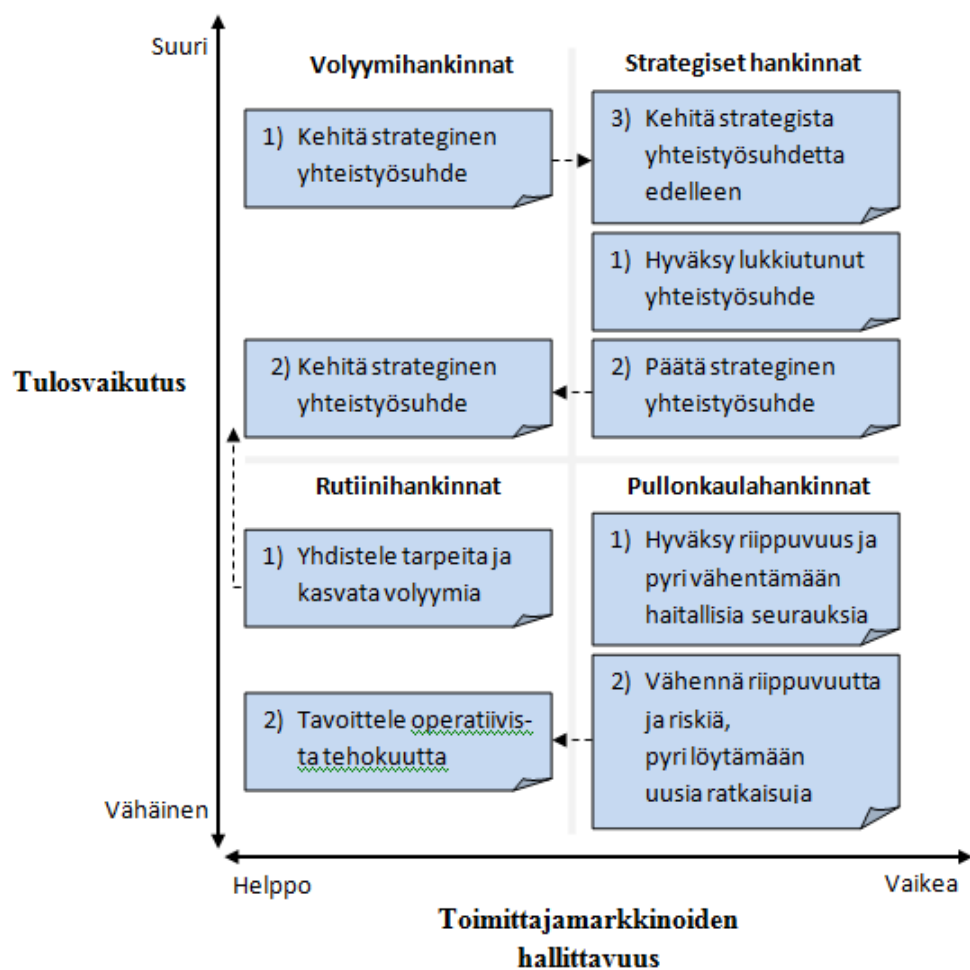 Suuri
Volyymihankinnat
1) Kehitä strateginen
yhteistyösuhde
Strategiset hankinnat
3) Kehitä strategista
yhteistyösuhdetta
edelleen
1) Hyväksy lukkiutunut
yhteistyösuhde
Tulosvaikutus
2) Kehitä strateginen
yhteistyösuhde
2) Päätä strateginen
yhteistyösuhde
Rutiinihankinnat
1) Yhdistele tarpeita ja
kasvata volyymia
2) Tavoittele operatiivis-
ta tehokuutta
Pullonkaulahankinnat
1) Hyväksy riippuvuus ja
pyri vähentämään
haitallisia seurauksia
2) Vähennä riippuvuutta
ja riskiä,
pyri löytämään
uusia ratkaisuja
Vähäinen
Helppo
Vaikea
Toimittajamarkkinoiden
hallittavuus